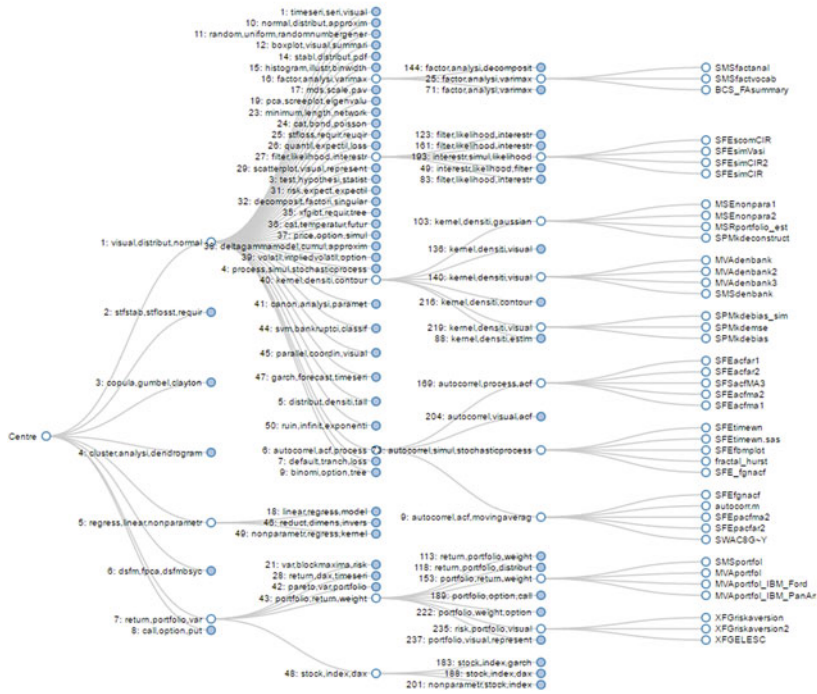 Centre
1: visual,distribut,normal
2: stfstab,stflosst,requir
3: copula,gumbel,clayton
4: cluster,analysi,dendrogram
5: regress,linear,nonparametr
6: dsfm,fpca,dsfmbsyc
7: return,portfolio,var
8: call,option,put
1: timeseri,seri,visual
10: normal,distribut,approxim
11: random,uniform,randomnumbergener
12: boxplot,visual,summari
14: stabl,distribut,pdf
15: histogram,illustr,binwidth
16: factor,analysi,varimax
17: mds,scale,pav
19: pca,screeplot,eigenvalu
23: minimum,length,network
24: cat,bond,poisson
25: stfloss,requir,reuqir
26: quantil,expectil,loss
27: filter,likelihood,interestr
29: scatterplot,visual,represent
3: test,hypothesi,statist
31: risk,expect,expectil
32: decomposit,factori,singular
35: xfgibt,requir,tree
36: cat,temperatur,futur
37: price,option,simul
38: deltagammamodel,cumul,approxim
39: volatil,impliedvolatil,option
4: process,simul,stochasticprocess
40: kernel,densiti,contour
41: canon,analysi,paramet
44: svm,bankruptci,classif
45: parallel,coordin,visual
47: garch,forecast,timeseri
5: distribut,densiti,tail
50: ruin,infinit,exponenti
6: autocorrel,acf,process
7: default,tranch,loss
9: binomi,option,tree
18: linear,regress,model
46: reduct,dimens,invers
49: nonparametr,regress,kernel
21: var,blockmaxima,risk
28: return,dax,timeseri
42: pareto,var,portfolio
43: portfolio,return,weight
48: stock,index,dax
144: factor,analysi,decomposit
25: factor,analysi,varimax
71: factor,analysi,varimax
123: filter,likelihood,interestr
161: filter,likelihood,interestr
193: interestr,simul,likelihood
49: interestr,likelihood,filter
83: filter,likelihood,interestr
103: kernel,densiti,gaussian
136: kernel,densiti,visual
140: kernel,densiti,visual
216: kernel,densiti,contour
219: kernel,densiti,visual
88: kernel,densiti,estim
169: autocorrel,process,acf
204: autocorrel,visual,acf
73: autocorrel,simul,stochasticprocess
9: autocorrel,acf,movingaverag
113: return,portfolio,weight
118: return,portfolio,distribut
153: portfolio,return,weight
189: portfolio,option,call
222: portfolio,weight,option
235: risk,portfolio,visual
237: portfolio,visual,represent
183: stock,index,garch
188: stock,index,dax
201: nonparametr,stock,index
SMSfactanal
SMSfactvocab
BCS_FAsummary
SFEscomCIR
SFEsimVasi
SFEsimCIR2
SFEsimCIR
MSEnonpara1
MSEnonpara2
MSRportfolio_est
SPMkdeconstruct
MVAdenbank
MVAdenbank2
MVAdenbank3
SMSdenbank
SPMkdebias_sim
SPMkdemse
SPMkdebias
SFEacfar1
SFEacfar2
SFSacfMA3
SFEacfma2
SFEacfma1
SFEtimewn
SFEtimewn.sas
SFEfbmplot
fractal_hurst
SFE_fgnacf
SFEfgnacf
autocorr.m
SFEpacfma2
SFEpacfar2
SWAC8G~Y
SMSportfol
MVAportfol
MVAportfol_IBM_Ford
MVAportfol_IBM_PanAm
XFGriskaversion
XFGriskaversion2
XFGELESC